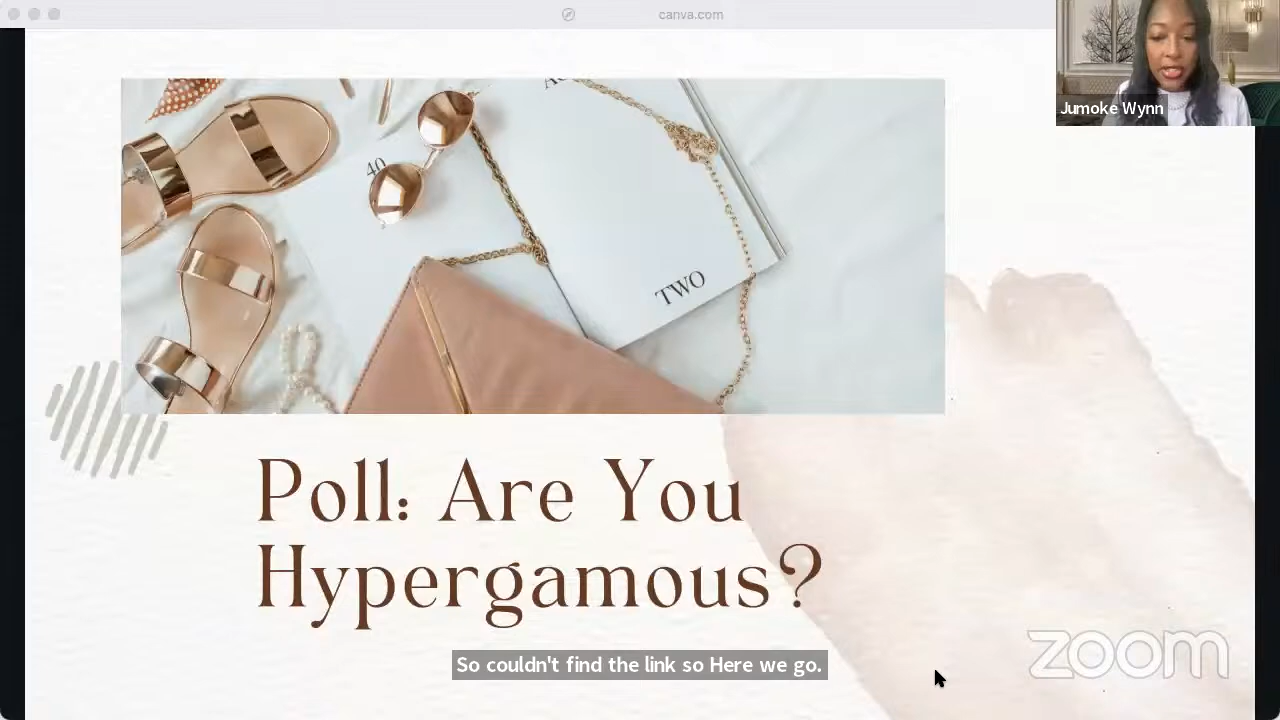 canva.com
Jumoke Wynn
40
TWO
Poll: Are You
Hypergamous?
So couldn't find the link so Here we go.
zoom